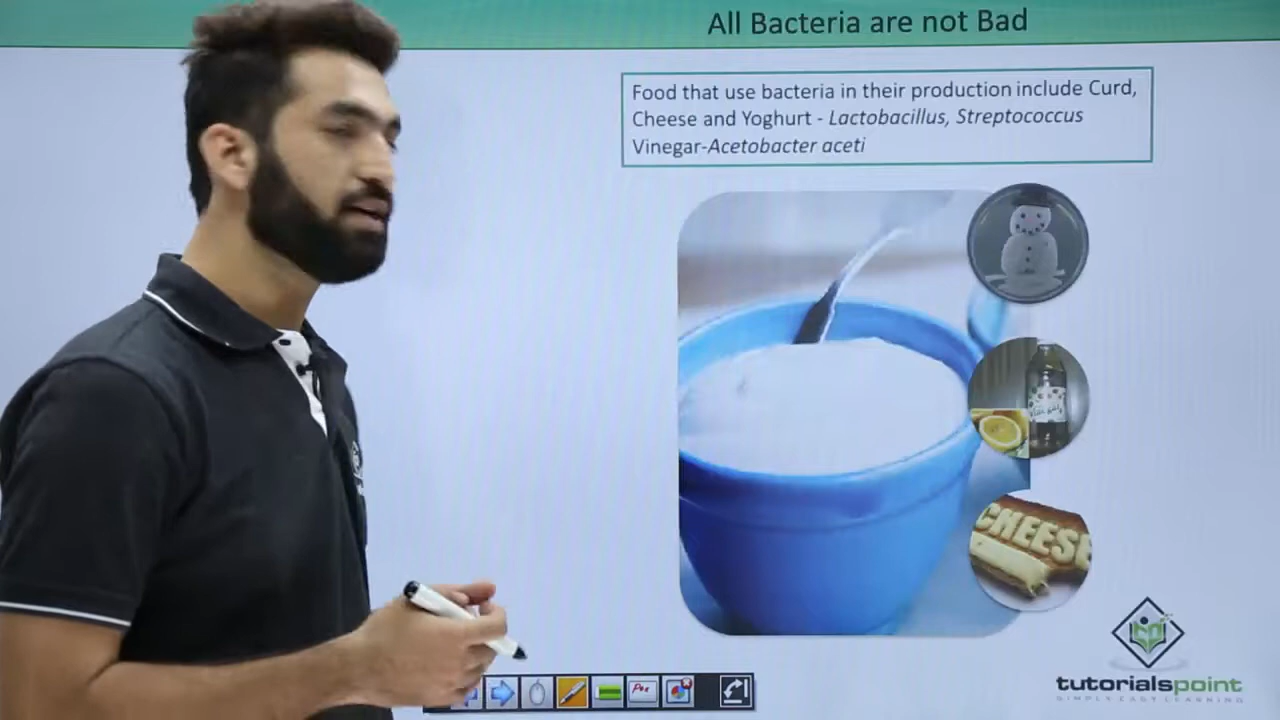 All Bacteria are not Bad
Food that use bacteria in their production include Curd,
Cheese and Yoghurt - Lactobacillus, Streptococcus
Vinegar-Acetobacter aceti
CHEESE
Pen
tutorialspoint
SIMPLY EASY LEARNING